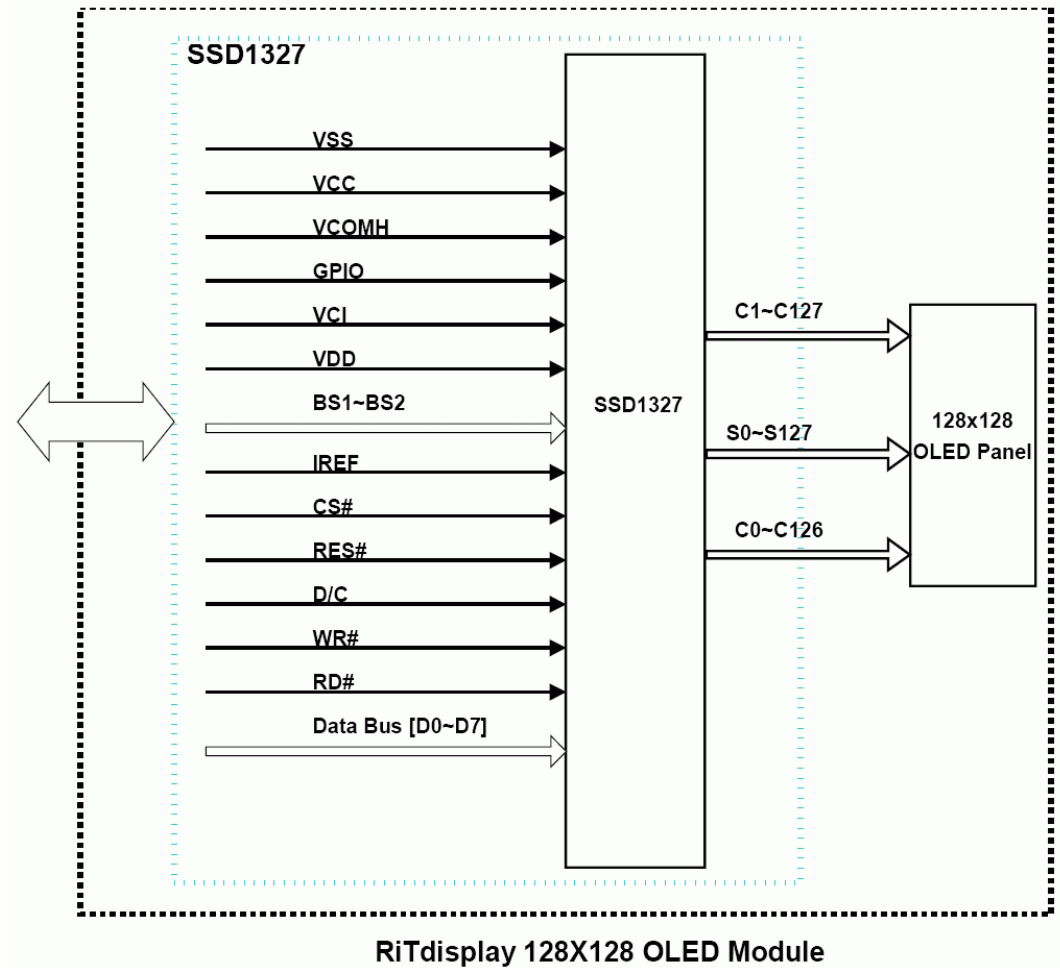 SSD1327
VSS
VCC
VCOMH
GPIO
VCI
VDD
BS1~BS2
IREF
CS#
RES#
D/C
WR#
RD#
Data Bus [D0~D7]
SSD1327
C1~C127
S0~S127
C0~C126
128x128
OLED Panel
RiTdisplay 128X128 OLED Module